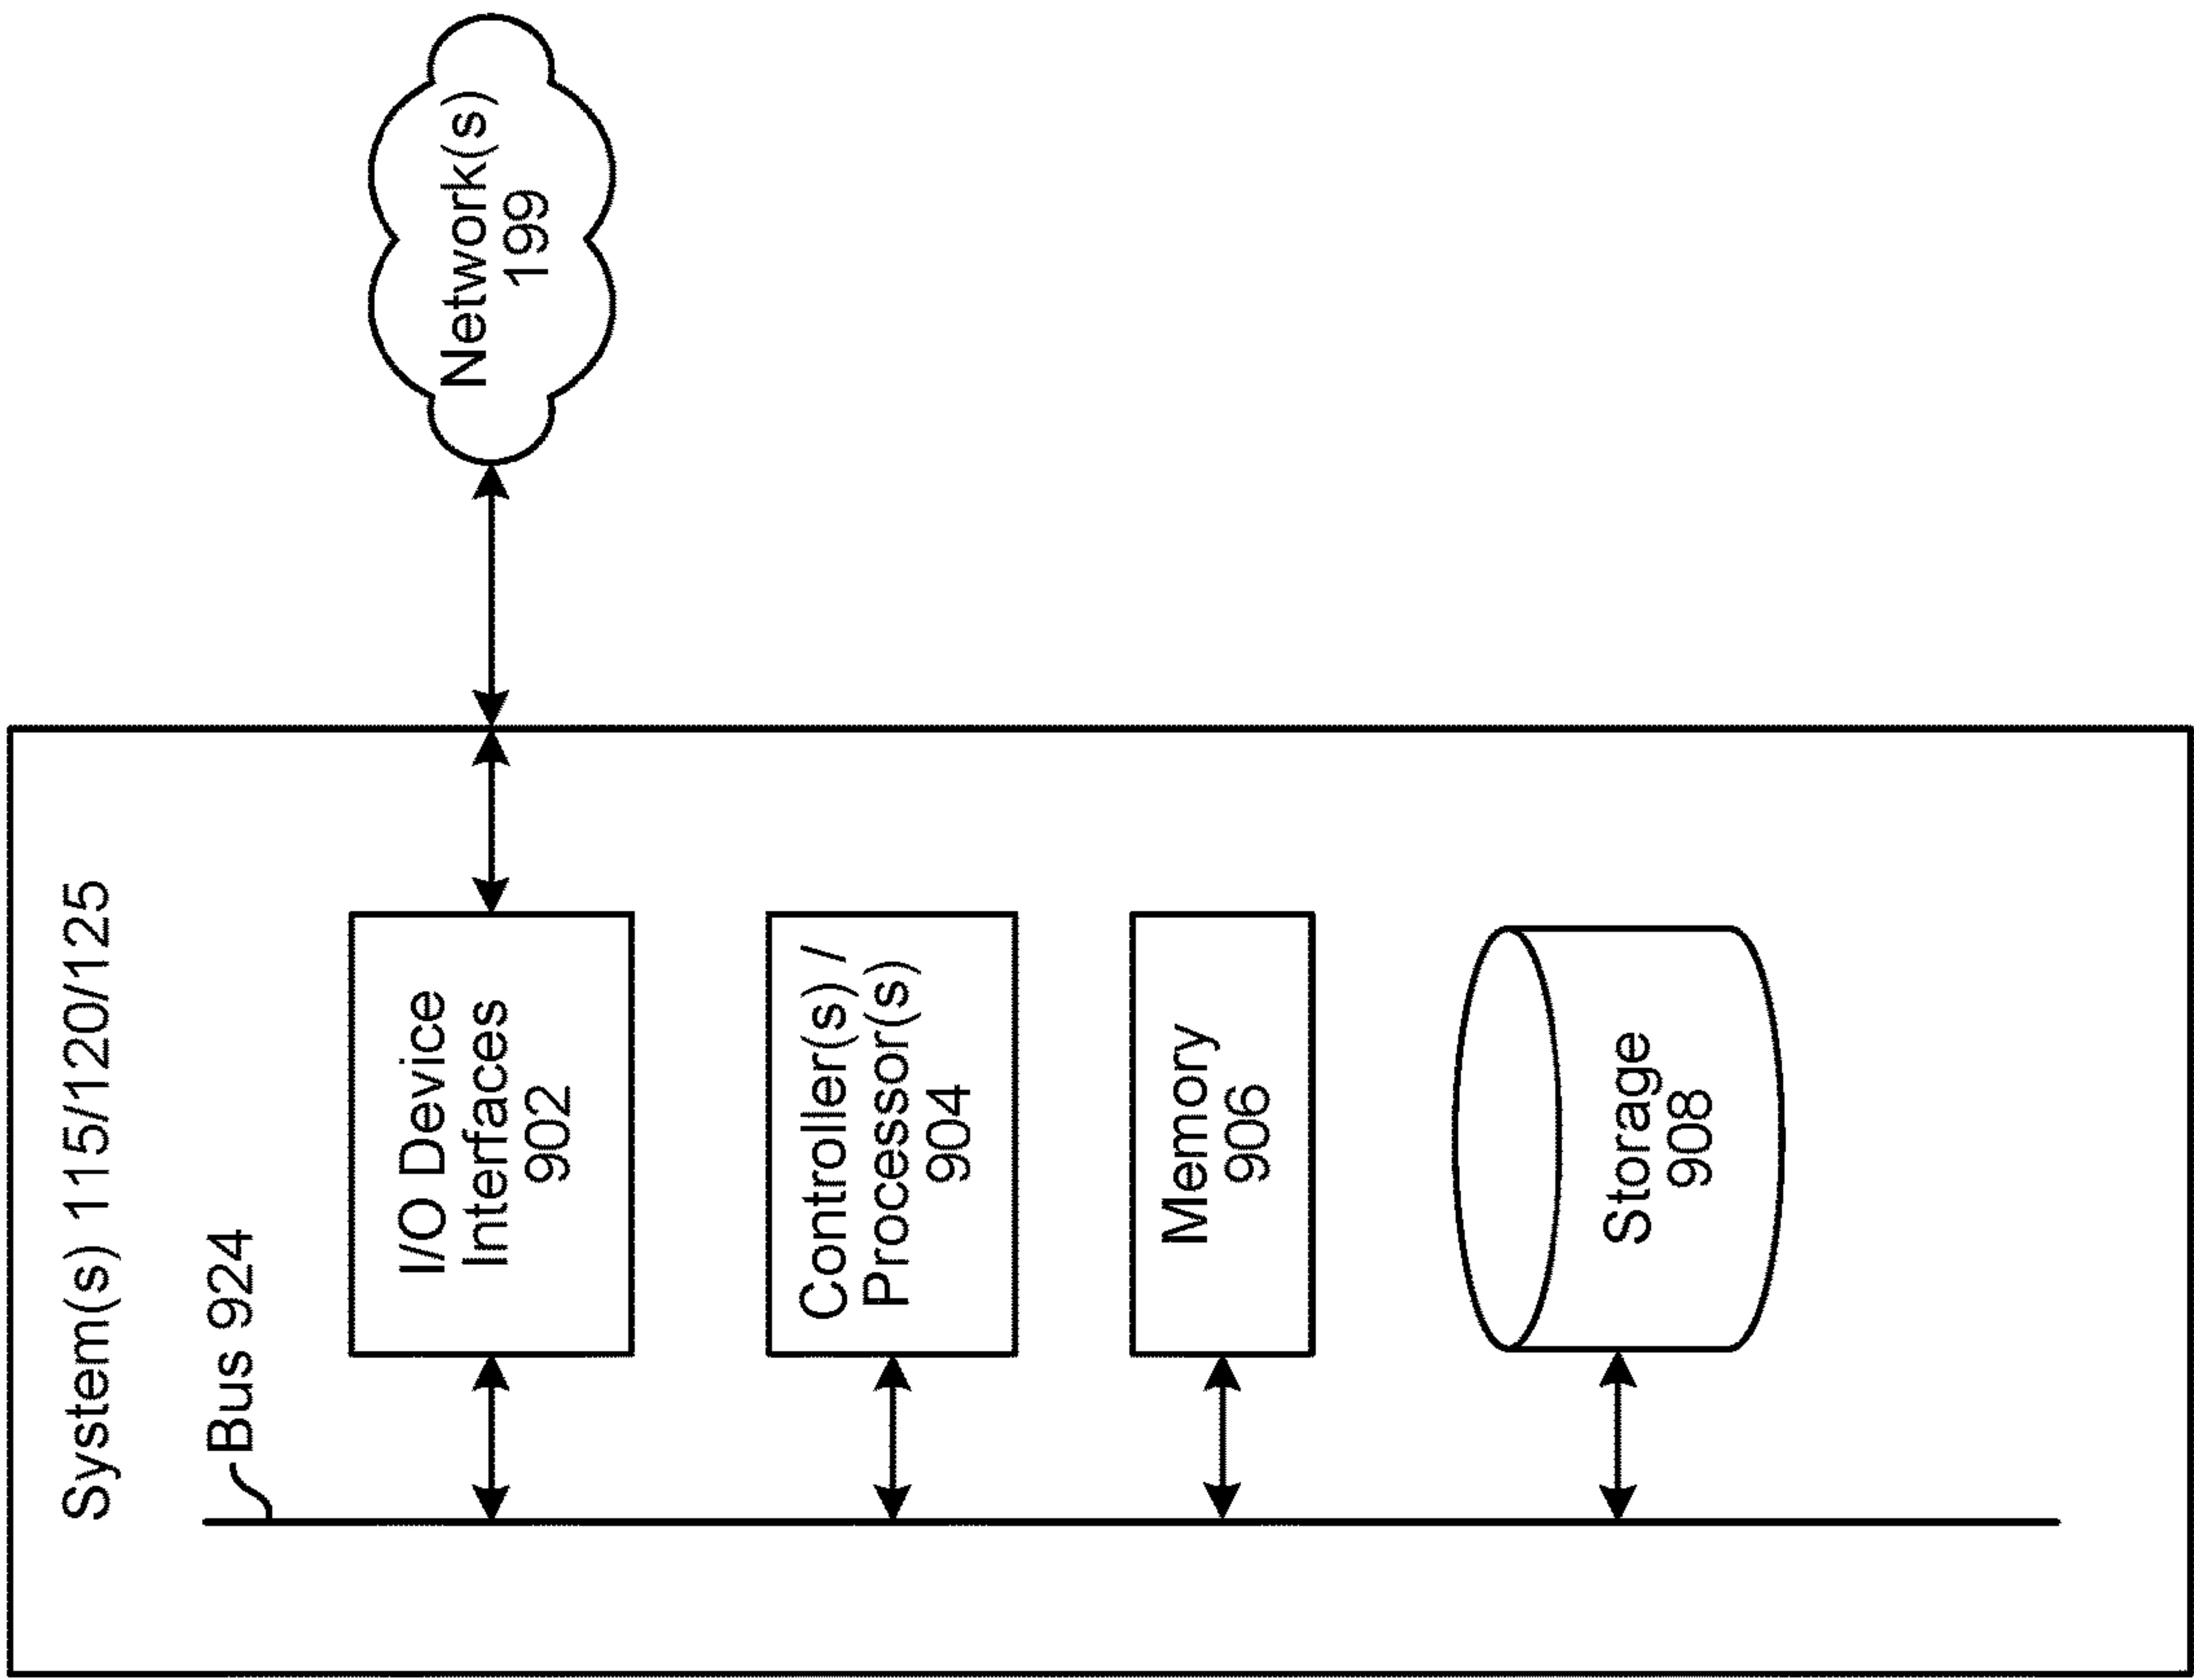 System(s) 115/120/125
Bus 924
I/O Device
Interfaces
902
Controller(s) /
Processor(s)
904
Memory
906
Storage
908
Network(s)
199